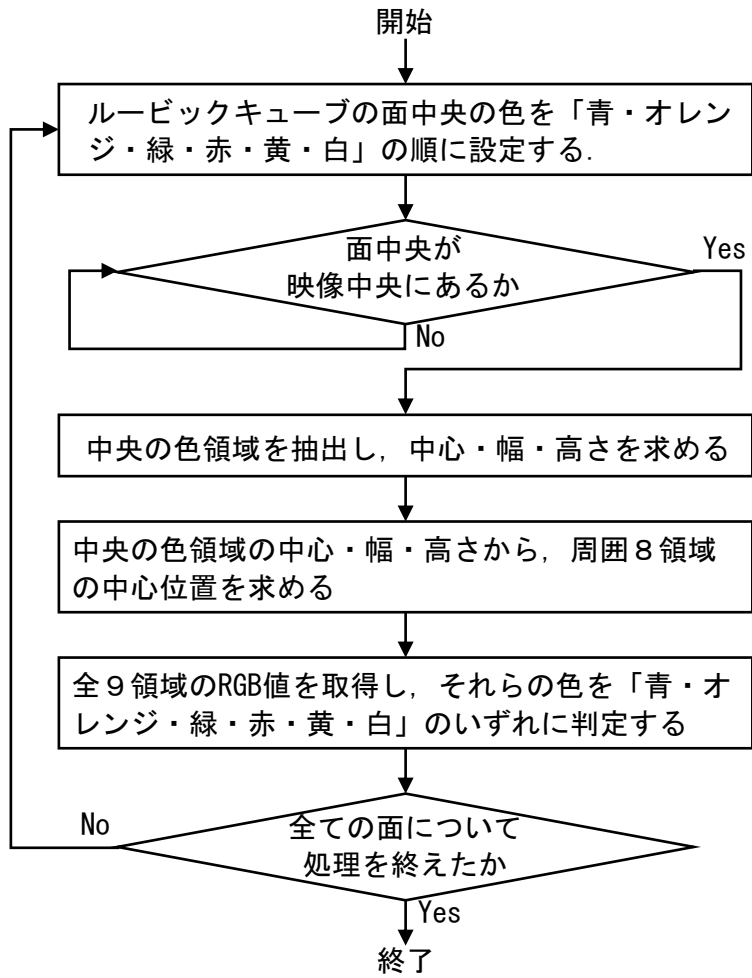 開始
ルービックキューブの面中央の色を「青・オレン
ジ・緑・赤・黄・白」の順に設定する.
面中央が
映像中央にあるか
Yes
No
中央の色領域を抽出し, 中心・幅・高さを求める
中央の色領域の中心・幅・高さから, 周囲８領域
の中心位置を求める
全９領域のRGB値を取得し, それらの色を「青・オ
レンジ・緑・赤・黄・白」のいずれに判定する
No
全ての面について
処理を終えたか
Yes
終了